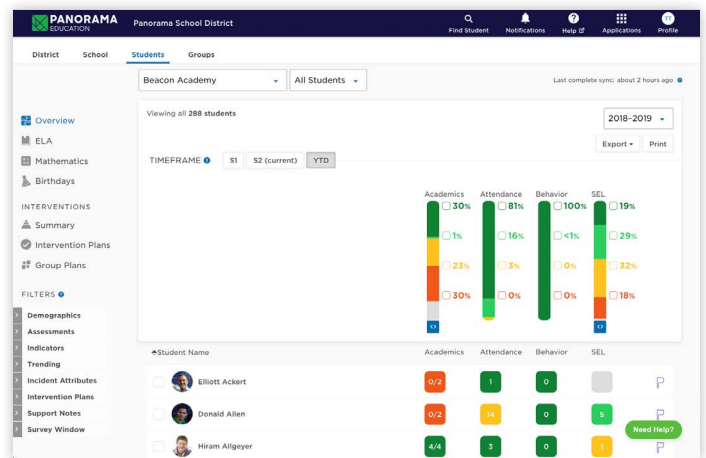 PANORAMA
EDUCATION
Panorama School District
Find Student
Notifications
Help
Applications
TT
Profile
District
School
Students
Groups
Beacon Academy
All Students
Last complete sync: about 2 hours ago
Viewing all 288 students
2018-2019
Export
Print
TIMEFRAME
S1
S2 (current)
YTD
Overview
ELA
Mathematics
Birthdays
INTERVENTIONS
Summary
Intervention Plans
Group Plans
FILTERS
Demographics
Assessments
Indicators
Trending
Incident Attributes
Intervention Plans
Support Notes
Survey Window
Academics Attendance Behavior SEL
30% 81% 100% 19%
1% 16% <1% 29%
23% 3% 0% 32%
30% 0% 0% 18%
Student Name Academics Attendance Behavior SEL
Elliott Ackert 0/2 1 0
Donald Allen 0/2 14 0 5
Hiram Allgeyer 4/4 3 0 1
Need Help?